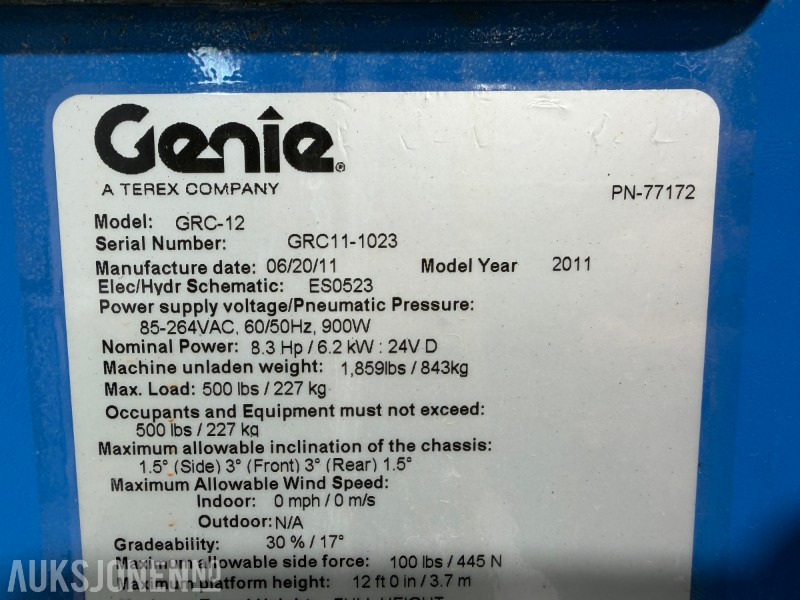 Genie®
A TEREX COMPANY
PN-77172
Model: GRC-12
Serial Number: GRC11-1023
Manufacture date: 06/20/11 Model Year 2011
Elec/Hydr Schematic: ES0523
Power supply voltage/Pneumatic Pressure:
85-264VAC, 60/50Hz, 900W
Nominal Power: 8.3 Hp / 6.2 kW : 24V D
Machine unladen weight: 1,859lbs / 843kg
Max. Load: 500 lbs / 227 kg
Occupants and Equipment must not exceed:
500 lbs / 227 kg
Maximum allowable inclination of the chassis:
1.5° (Side) 3° (Front) 3° (Rear) 1.5°
Maximum Allowable Wind Speed:
Indoor: 0 mph / 0 m/s
Outdoor: N/A
Gradeability: 30 % / 17°
Maximum allowable side force: 100 lbs / 445 N
Maximum platform height: 12 ft 0 in / 3.7 m
FULL HEIGHT
AUKSJONEN.NO